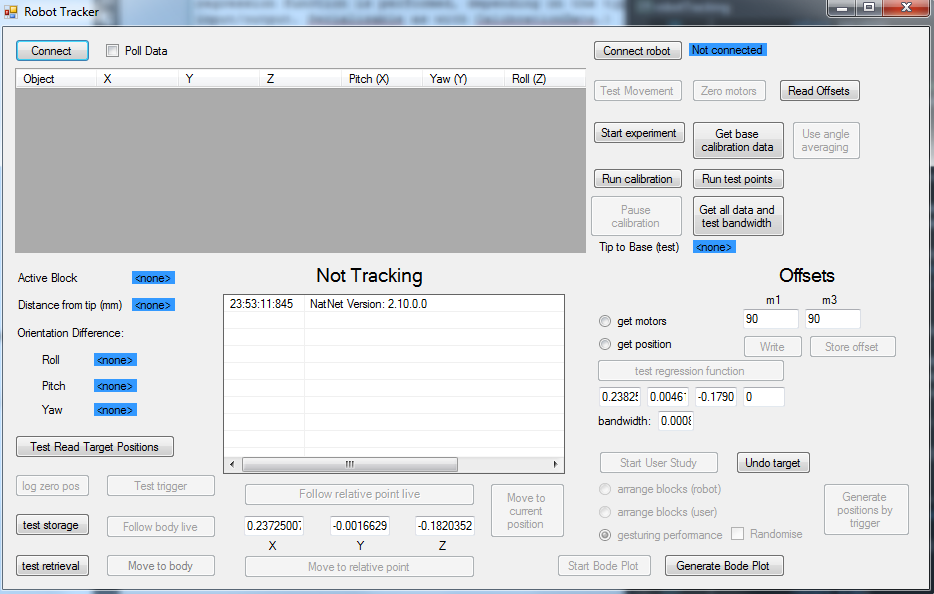 Robot Tracker
Connect
Poll Data
Connect robot
Not connected
Object X Y Z Pitch (X) Yaw (Y) Roll (Z)
Test Movement
Zero motors
Read Offsets
Start experiment
Get base
calibration data
Use angle
averaging
Run calibration
Run test points
Pause
calibration
Get all data and
test bandwidth
Tip to Base (test)
<none>
Active Block
<none>
Not Tracking
Offsets
Distance from tip (mm)
<none>
23:53:11:845 NatNet Version: 2.10.0.0
m1 m3
90 90
get motors
Orientation Difference:
get position
Write
Store offset
Roll
<none>
test regression function
Pitch
<none>
0.2382 0.0046 -0.1790 0
Yaw
<none>
bandwidth:
0.0008
Test Read Target Positions
Start User Study
Undo target
log zero pos
Test trigger
Follow relative point live
Move to
current
position
arrange blocks (robot)
arrange blocks (user)
gesturing performance
Randomise
Generate
positions by
trigger
test storage
Follow body live
0.23725007 -0.0016629 -0.1820352
X Y Z
test retrieval
Move to body
Move to relative point
Start Bode Plot
Generate Bode Plot